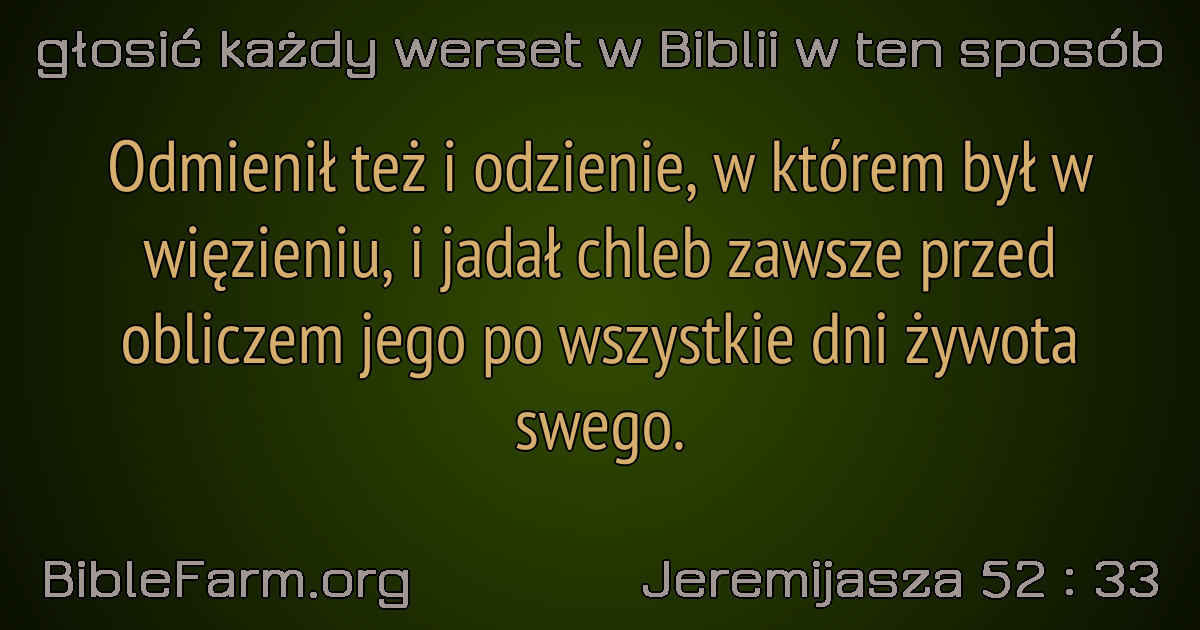 głosić każdy werset w Biblii w ten sposób
Odmienił też i odzienie, w którem był w
więzieniu, i jadał chleb zawsze przed
obliczem jego po wszystkie dni żywota
swego.
BibleFarm.org
Jeremijasza 52 : 33